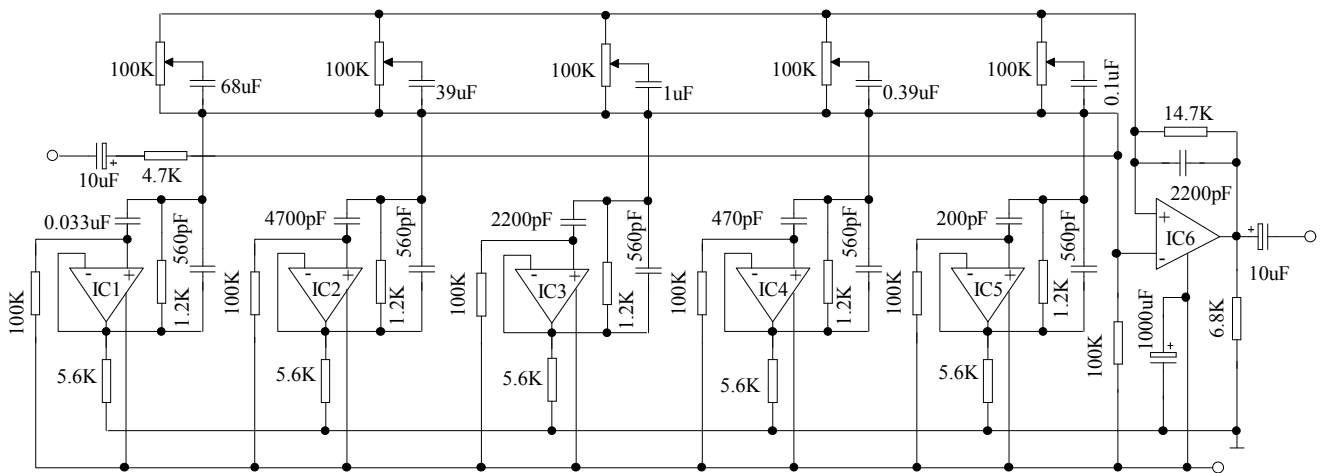 100K
68uF
100K
39uF
100K
1uF
100K
0.39uF
100K
0.1uF
14.7K
10uF
+
4.7K
2200pF
0.033uF
560pF
4700pF
560pF
2200pF
560pF
470pF
560pF
200pF
560pF
+
IC6
-
+
10uF
100K
- +
IC1
1.2K
100K
- +
IC2
1.2K
100K
- +
IC3
1.2K
100K
- +
IC4
1.2K
100K
- +
IC5
1.2K
100K
1000uF
+
6.8K
5.6K
5.6K
5.6K
5.6K
5.6K